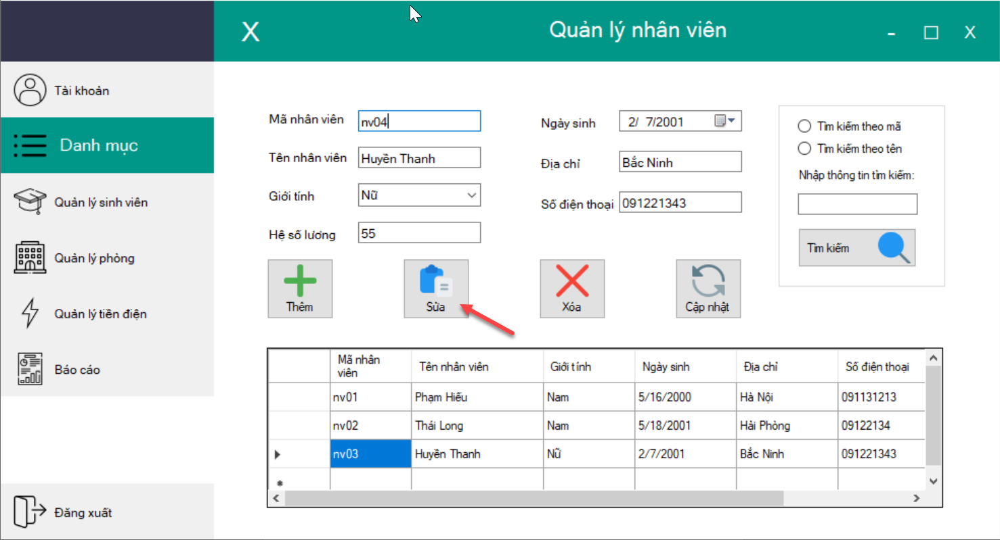 X
Quản lý nhân viên
- □ X
Tài khoản
Danh mục
Quản lý sinh viên
Quản lý phòng
Quản lý tiền điện
Báo cáo
Đăng xuất
Mã nhân viên nv04
Tên nhân viên Huyền Thanh
Giới tính Nữ
Hệ số lương 55
Ngày sinh 2/ 7/2001
Địa chỉ Bắc Ninh
Số điện thoại 091221343
Tìm kiếm theo mã
Tìm kiếm theo tên
Nhập thông tin tìm kiếm:
Tìm kiếm
Thêm
Sửa
Xóa
Cập nhật
Mã nhân viên Tên nhân viên Giới tính Ngày sinh Địa chỉ Số điện thoại
nv01 Phạm Hiếu Nam 5/16/2000 Hà Nội 091131213
nv02 Thái Long Nam 5/18/2001 Hải Phòng 09122134
nv03 Huyền Thanh Nữ 2/7/2001 Bắc Ninh 091221343